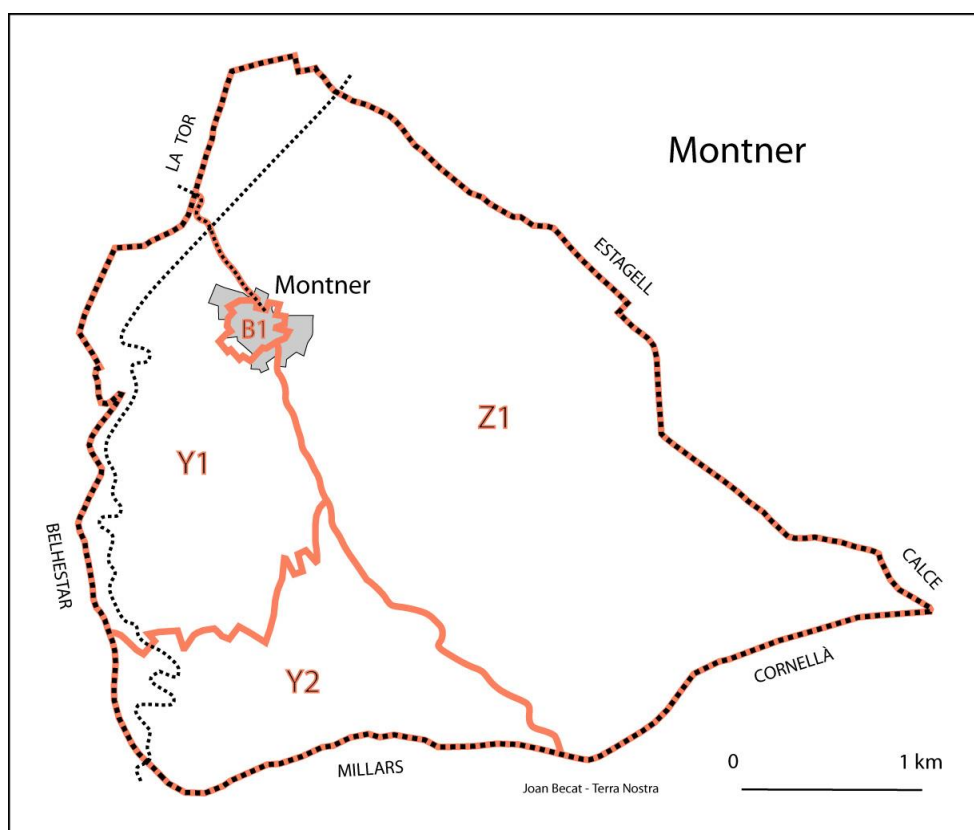 LA TOR
Montner
ESTAGELL
Montner
B1
Z1
Y1
BELHESTAR
CALCE
CORNELLÀ
Y2
MILLARS
0 1 km
Joan Becat - Terra Nostra